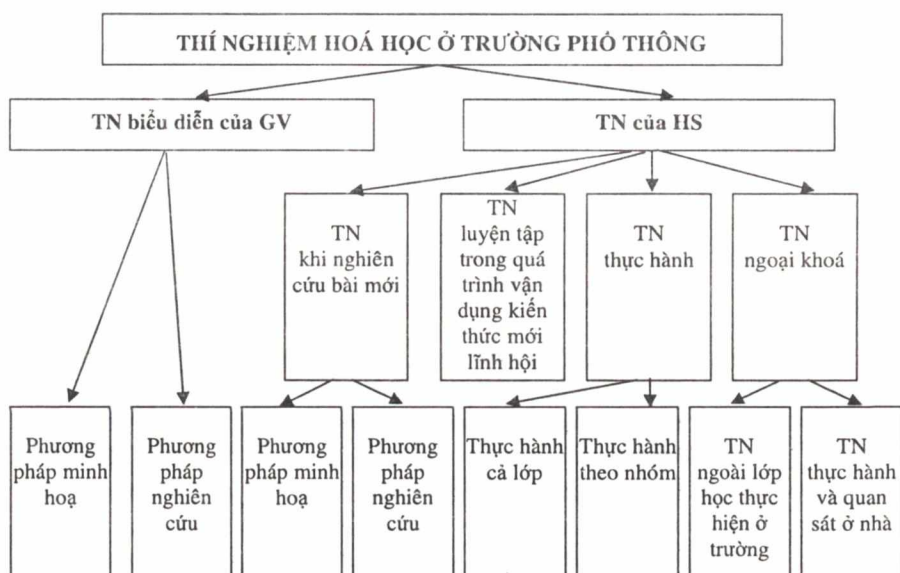 THÍ NGHIỆM HOÁ HỌC Ở TRƯỜNG PHỔ THÔNG
TN biểu diễn của GV
TN của HS
TN
khi nghiên
cứu bài mới
TN
luyện tập
trong quá
trình vận
dụng kiến
thức mới
lĩnh hội
TN
thực hành
TN
ngoại khoá
Phương
pháp minh
hoạ
Phương
pháp
nghiên
cứu
Phương
pháp minh
hoạ
Phương
pháp
nghiên
cứu
Thực hành
cả lớp
Thực hành
theo nhóm
TN
ngoài lớp
học thực
hiện ở
trường
TN
thực hành
và quan
sát ở nhà